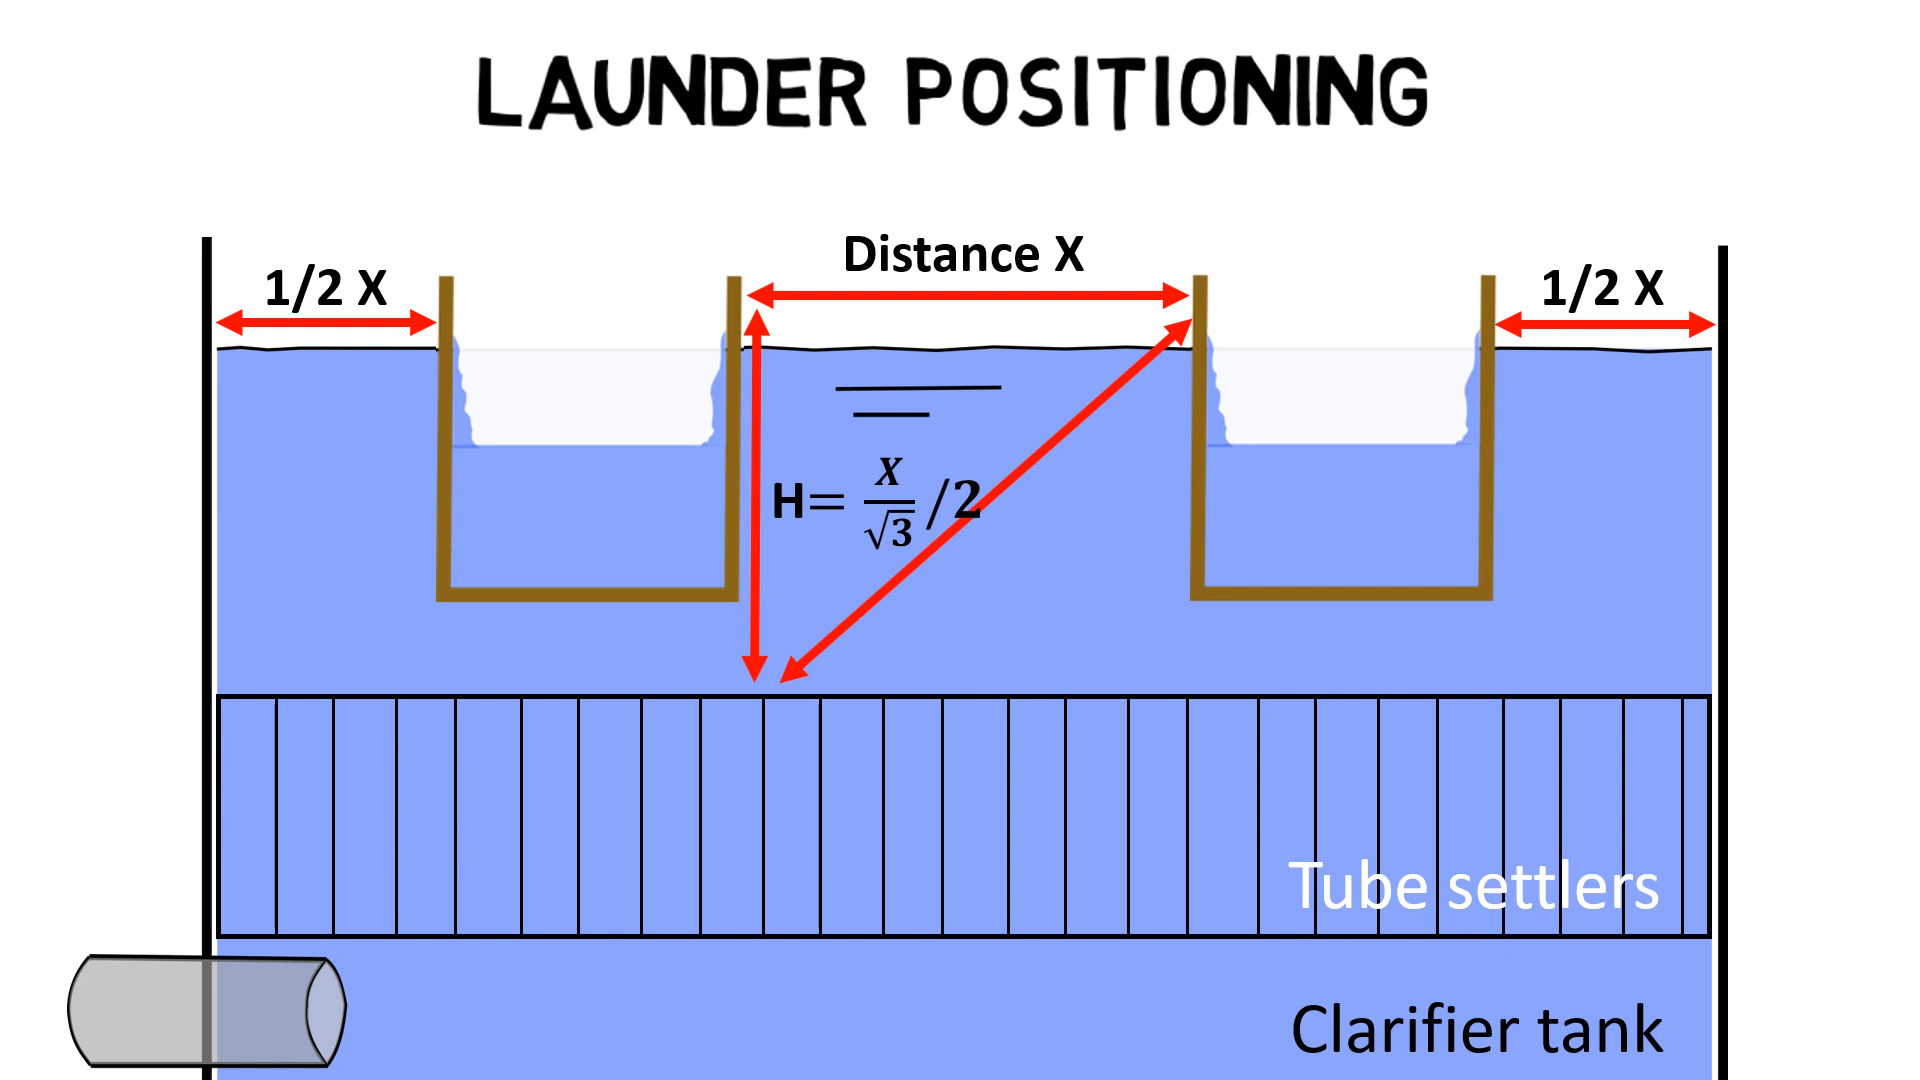 LAUNDER POSITIONING
Distance X
1/2 X
1/2 X
H= X/√3 /2
Tube settlers
Clarifier tank